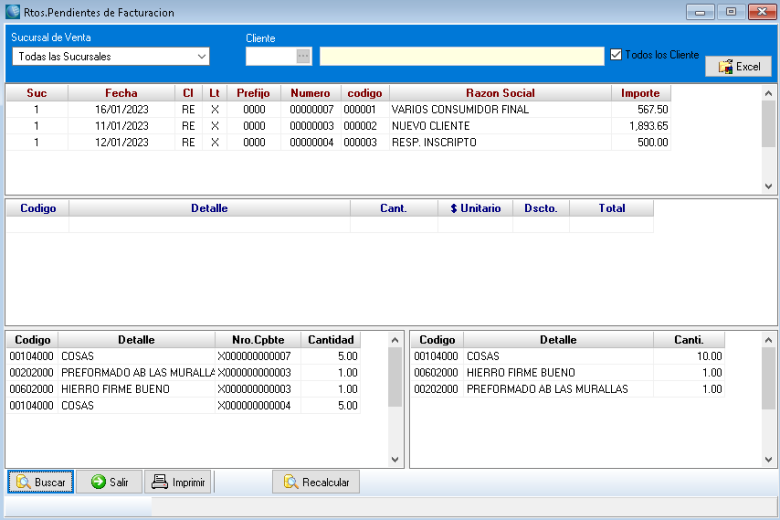 Rtos.Pendientes de Facturacion
Sucursal de Venta Cliente
Todas las Sucursales ... Todos los Cliente Excel
Suc Fecha Cl Lt Prefijo Numero codigo Razon Social Importe
1 16/01/2023 RE X 0000 00000007 000001 VARIOS CONSUMIDOR FINAL 567.50
1 11/01/2023 RE X 0000 00000003 000002 NUEVO CLIENTE 1,893.65
1 12/01/2023 RE X 0000 00000004 000003 RESP. INSCRIPTO 500.00
Codigo Detalle Cant. $ Unitario Dscto. Total
Codigo Detalle Nro.Cpbte Cantidad
00104000 COSAS X000000000007 5.00
00202000 PREFORMADO AB LAS MURALLA X000000000003 1.00
00602000 HIERRO FIRME BUENO X000000000003 1.00
00104000 COSAS X000000000004 5.00
Codigo Detalle Canti.
00104000 COSAS 10.00
00602000 HIERRO FIRME BUENO 1.00
00202000 PREFORMADO AB LAS MURALLAS 1.00
Buscar Salir Imprimir Recalcular